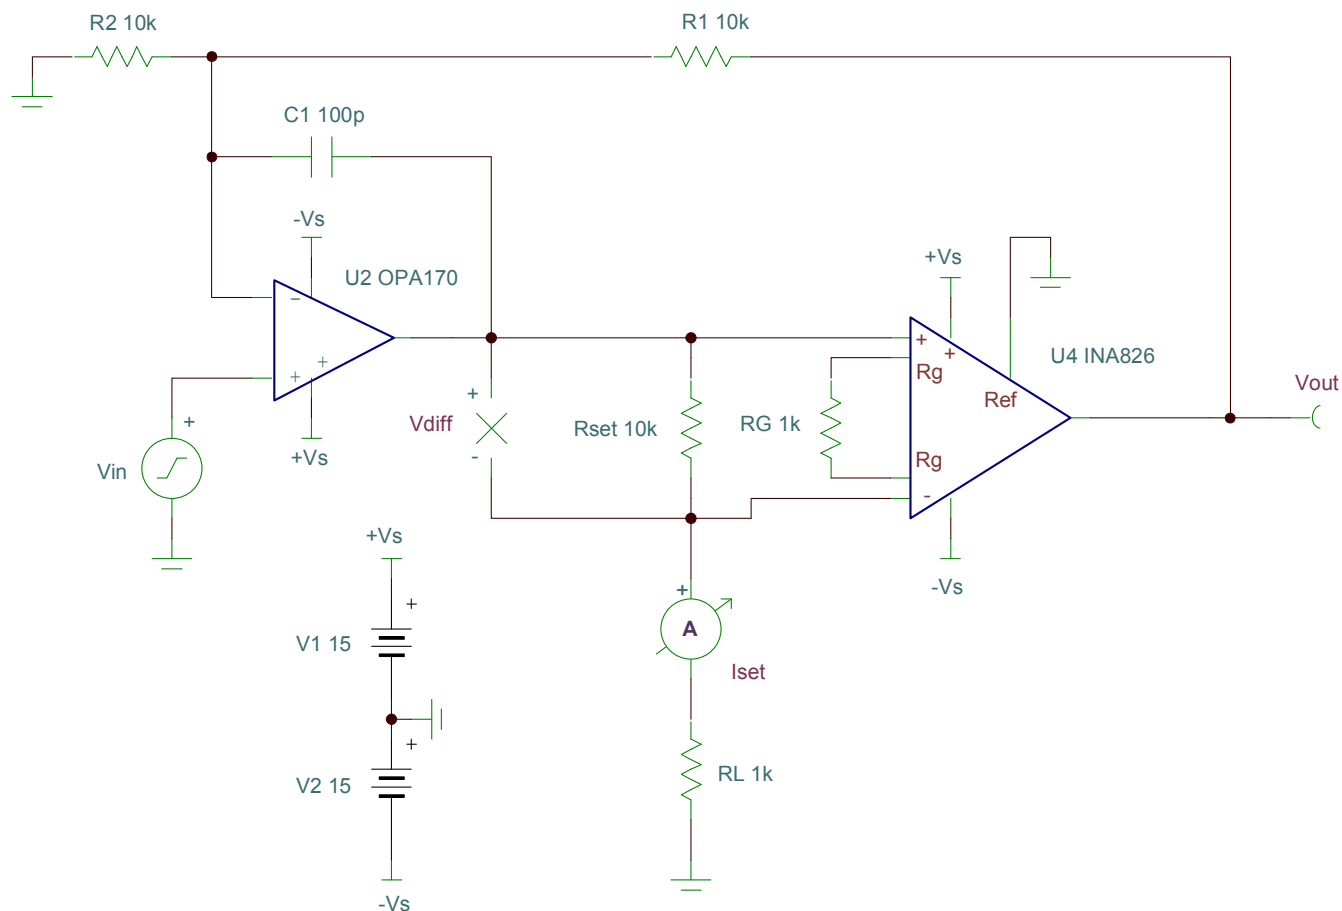 R2 10k
R1 10k
C1 100p
-Vs
U2 OPA170
+Vs
U4 INA826
Vout
+
-
Rg
Ref
Rg
RG 1k
Rset 10k
Vdiff
+
-
+Vs
Vin
+
+Vs
-Vs
V1 15
+
A
+
Iset
V2 15
+
RL 1k
-Vs